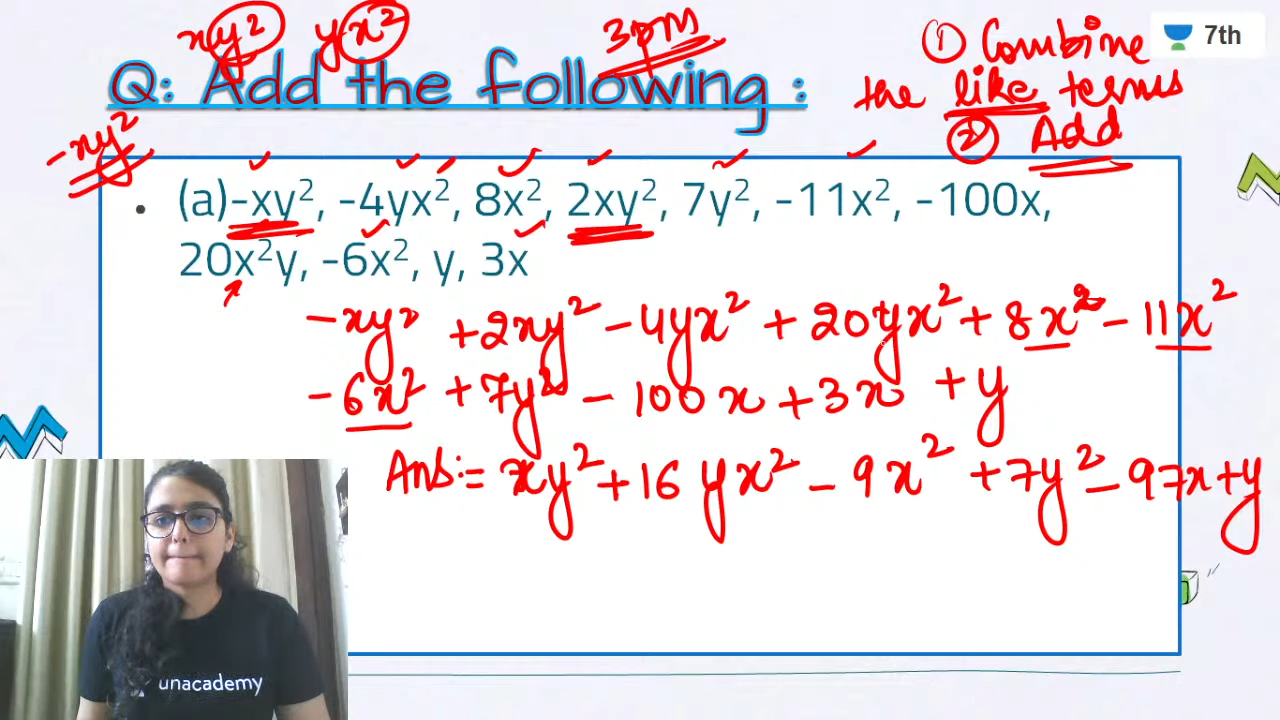 xy² yx² 3pm ① Combine 7th
Q: Add the following : the like terms
-xy² ② Add
• (a)-xy², -4yx², 8x², 2xy², 7y², -11x², -100x,
20x²y, -6x², y, 3x
-xy² +2xy² -4yx² + 20yx² + 8x² - 11x²
-6x² +7y² - 100x +3x +y
Ans:= xy² +16 yx² - 9x² +7y² - 97x+y
unacademy